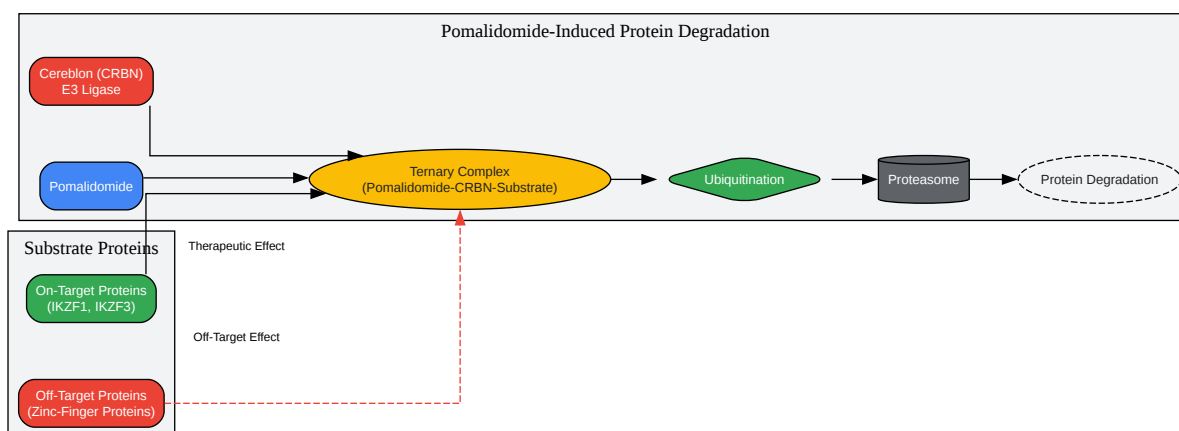 Pomalidomide-Induced Protein Degradation
Cereblon (CRBN)
E3 Ligase
Pomalidomide
Ternary Complex
(Pomalidomide-CRBN-Substrate)
Ubiquitination
Proteasome
Protein Degradation
Substrate Proteins
Therapeutic Effect
On-Target Proteins
(IKZF1, IKZF3)
Off-Target Effect
Off-Target Proteins
(Zinc-Finger Proteins)